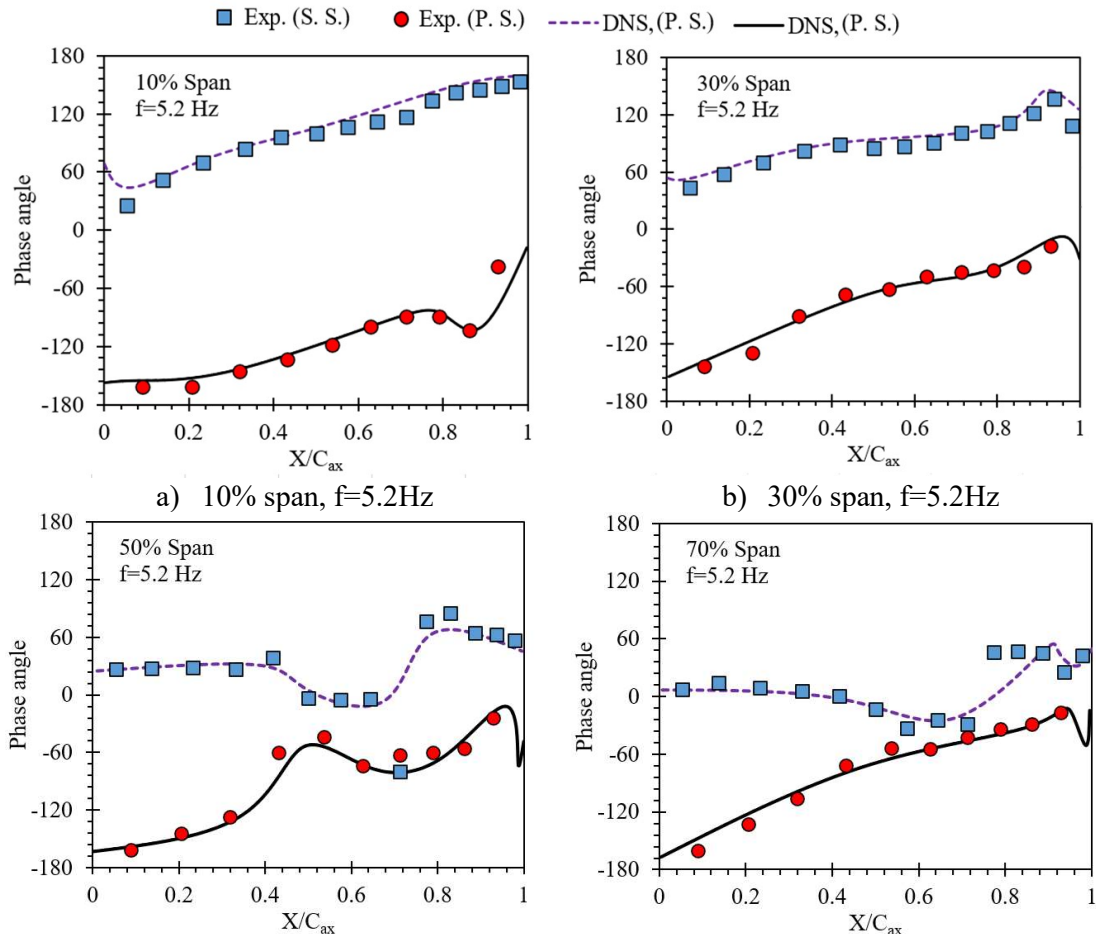 Exp. (S. S.) Exp. (P. S.) DNS, (P. S.) DNS, (P. S.)
180
120
60
0
-60
-120
-180
Phase angle
10% Span
f=5.2 Hz
0 0.2 0.4 0.6 0.8 1
X/Cax
180
120
60
0
-60
-120
-180
Phase angle
30% Span
f=5.2 Hz
0 0.2 0.4 0.6 0.8 1
X/Cax
a) 10% span, f=5.2Hz
b) 30% span, f=5.2Hz
180
120
60
0
-60
-120
-180
Phase angle
50% Span
f=5.2 Hz
0 0.2 0.4 0.6 0.8 1
X/Cax
180
120
60
0
-60
-120
-180
Phase angle
70% Span
f=5.2 Hz
0 0.2 0.4 0.6 0.8 1
X/Cax